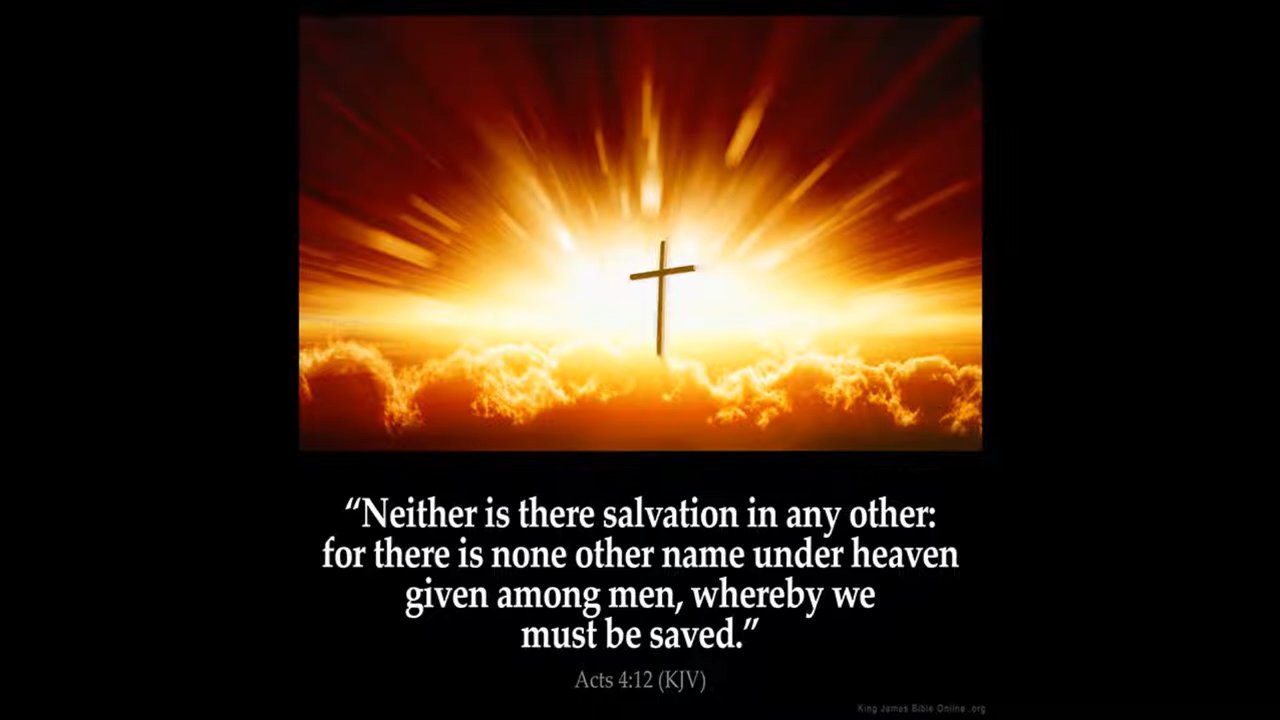 “Neither is there salvation in any other:
for there is none other name under heaven
given among men, whereby we
must be saved.”
Acts 4:12 (KJV)
King James Bible Online .org